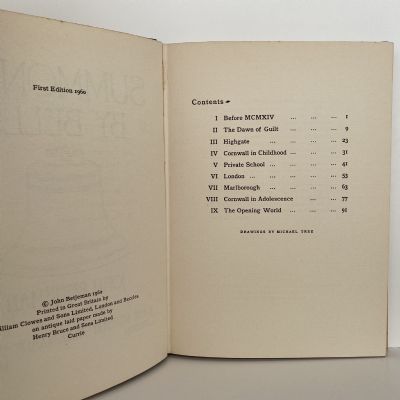 First Edition 1960
© John Betjeman 1960
Printed in Great Britain by
William Clowes and Sons Limited, London and Beccles
on antique laid paper made by
Henry Bruce and Sons Limited
Currie
Contents
I Before MCMXIV ... ... ... 1
II The Dawn of Guilt ... ... 9
III Highgate ... ... ... 23
IV Cornwall in Childhood ... ... ... 31
V Private School ... ... ... 41
VI London ... ... ... ... 53
VII Marlborough ... ... ... 63
VIII Cornwall in Adolescence ... ... 77
IX The Opening World ... ... ... 91
DRAWINGS BY MICHAEL TREE